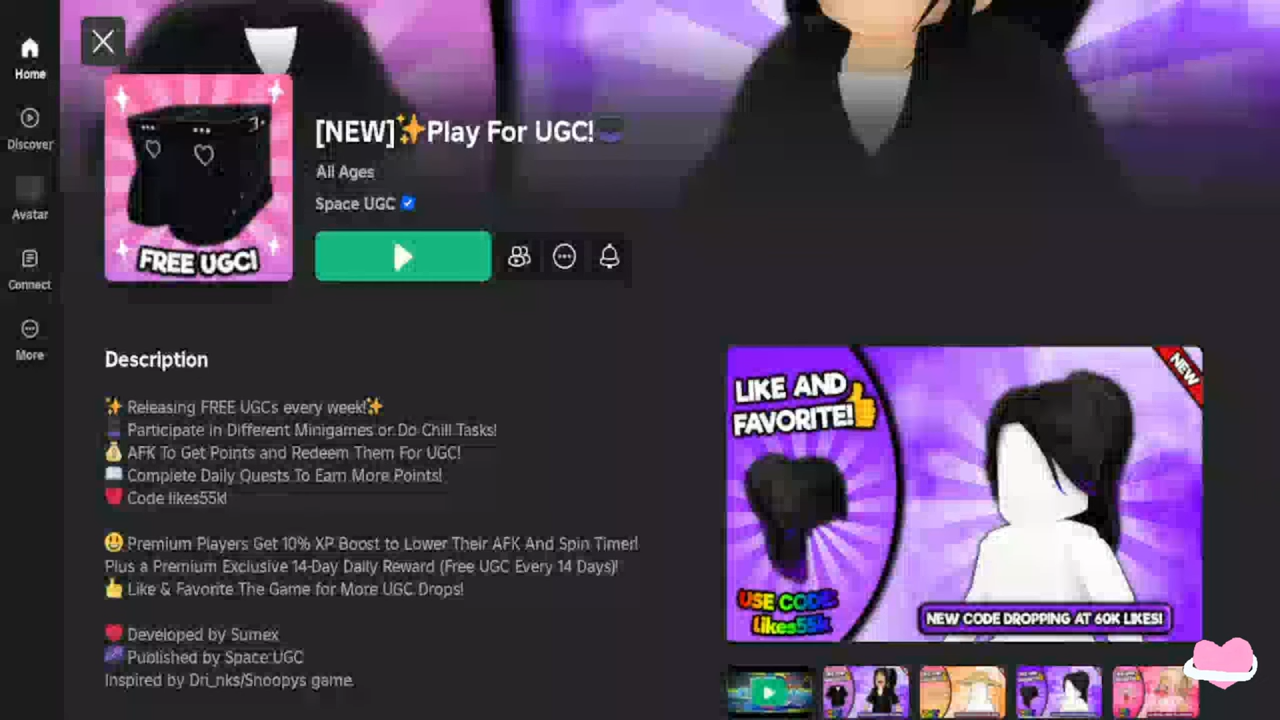 Home
Discover
Avatar
Connect
More
FREE UGC!
[NEW]✨Play For UGC!
All Ages
Space UGC
Description
✨ Releasing FREE UGCs every week!✨
Participate in Different Minigames or Do Chill Tasks!
💰 AFK To Get Points and Redeem Them For UGC!
Complete Daily Quests To Earn More Points!
Code likes55k!
😃 Premium Players Get 10% XP Boost to Lower Their AFK And Spin Timer!
Plus a Premium Exclusive 14-Day Daily Reward (Free UGC Every 14 Days)!
👍 Like & Favorite The Game for More UGC Drops!
❤️ Developed by Sumex
🌌 Published by Space UGC
Inspired by Dri_nks/Snoopys game.
LIKE AND
FAVORITE!👍
USE CODE:
likes55k
NEW
NEW CODE DROPPING AT 60K LIKES!